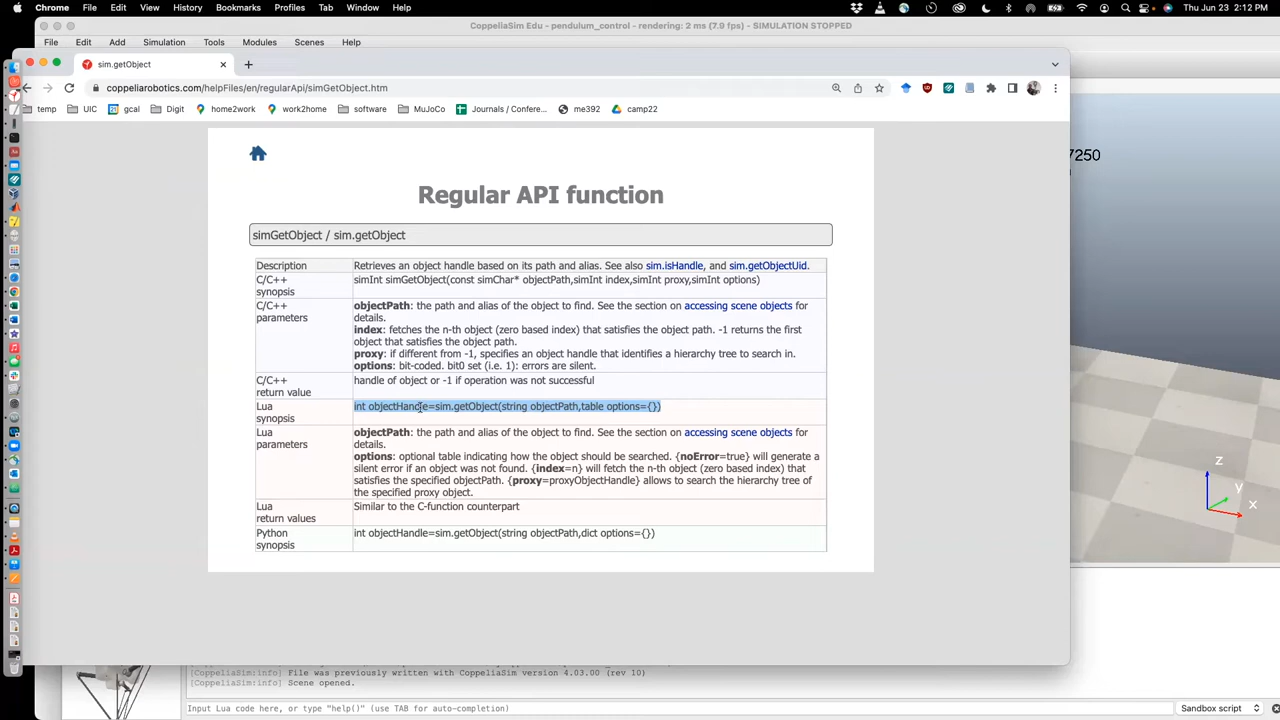 Chrome File Edit View History Bookmarks Profiles Tab Window Help
Thu Jun 23 2:12 PM
CoppeliaSim Edu - pendulum_control - rendering: 2 ms (7.9 fps) - SIMULATION STOPPED
File Edit Add Simulation Tools Modules Scenes Help
sim.getObject
coppeliarobotics.com/helpFiles/en/regularApi/simGetObject.htm
temp UIC gcal Digit home2work work2home software MuJoCo Journals / Confere... me392 camp22
7250
Regular API function
simGetObject / sim.getObject
Description Retrieves an object handle based on its path and alias. See also sim.isHandle, and sim.getObjectUid.
C/C++ synopsis simInt simGetObject(const simChar* objectPath,simInt index,simInt proxy,simInt options)
C/C++ parameters objectPath: the path and alias of the object to find. See the section on accessing scene objects for
details.
index: fetches the n-th object (zero based index) that satisfies the object path. -1 returns the first
object that satisfies the object path.
proxy: if different from -1, specifies an object handle that identifies a hierarchy tree to search in.
options: bit-coded. bit0 set (i.e. 1): errors are silent.
C/C++ return value handle of object or -1 if operation was not successful
Lua synopsis int objectHandle=sim.getObject(string objectPath,table options={})
Lua parameters objectPath: the path and alias of the object to find. See the section on accessing scene objects for
details.
options: optional table indicating how the object should be searched. {noError=true} will generate a
silent error if an object was not found. {index=n} will fetch the n-th object (zero based index) that
satisfies the specified objectPath. {proxy=proxyObjectHandle} allows to search the hierarchy tree of
the specified proxy object.
Lua return values Similar to the C-function counterpart
Python synopsis int objectHandle=sim.getObject(string objectPath,dict options={})
z
y
x
[CoppeliaSim:info] File was previously written with CoppeliaSim version 4.03.00 (rev 10)
[CoppeliaSim:info] Scene opened.
Input Lua code here, or type "help()" (use TAB for auto-completion)
Sandbox script